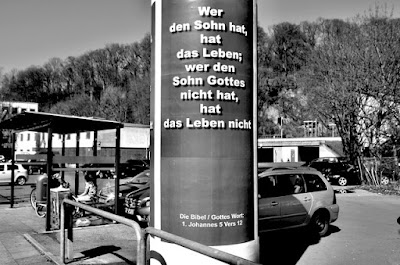 Wer
den Sohn hat,
hat
das Leben;
wer den
Sohn Gottes
nicht hat,
hat
das Leben nicht
Die Bibel / Gottes Wort:
1. Johannes 5 Vers 12